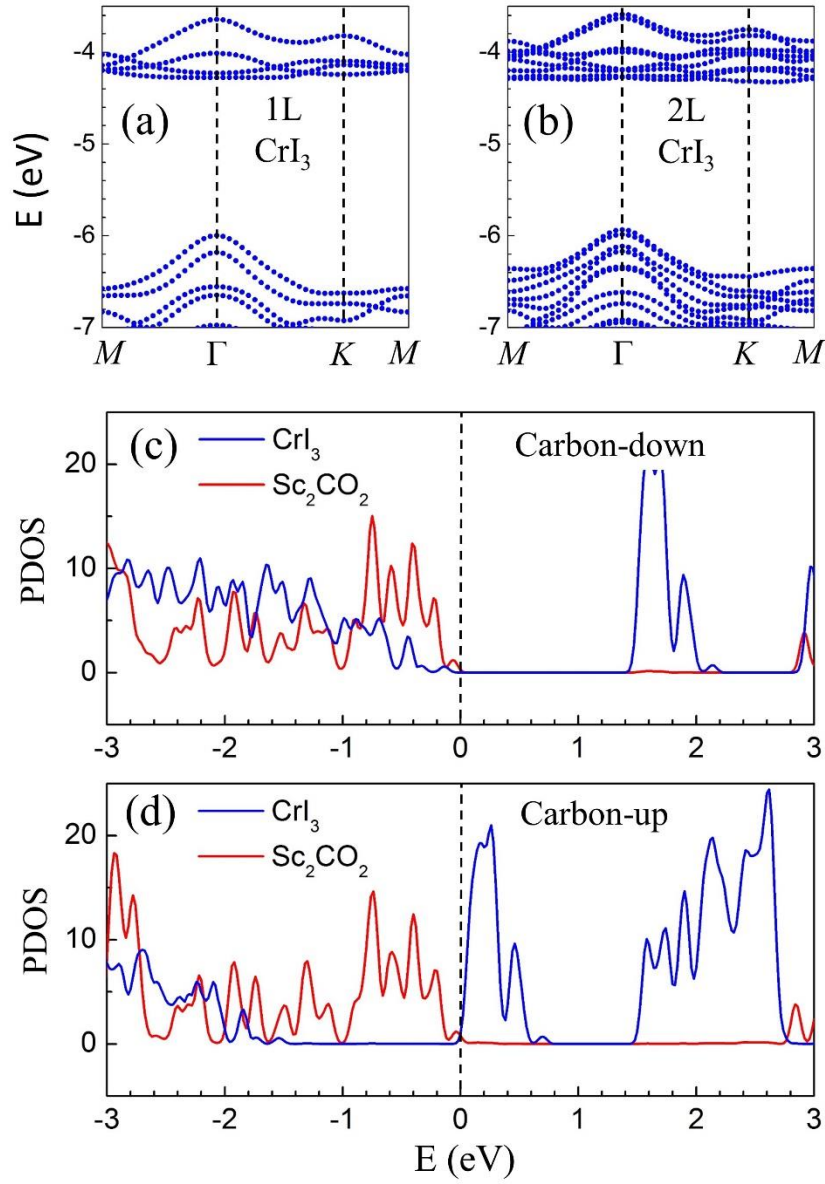 -4
-5
-6
-7
E (eV)
(a)
1L
CrI₃
M Γ K M
-4
-5
-6
-7
(b)
2L
CrI₃
M Γ K M
(c)
CrI₃
Sc₂CO₂
Carbon-down
20
10
0
PDOS
-3 -2 -1 0 1 2 3
(d)
CrI₃
Sc₂CO₂
Carbon-up
20
10
0
PDOS
-3 -2 -1 0 1 2 3
E (eV)